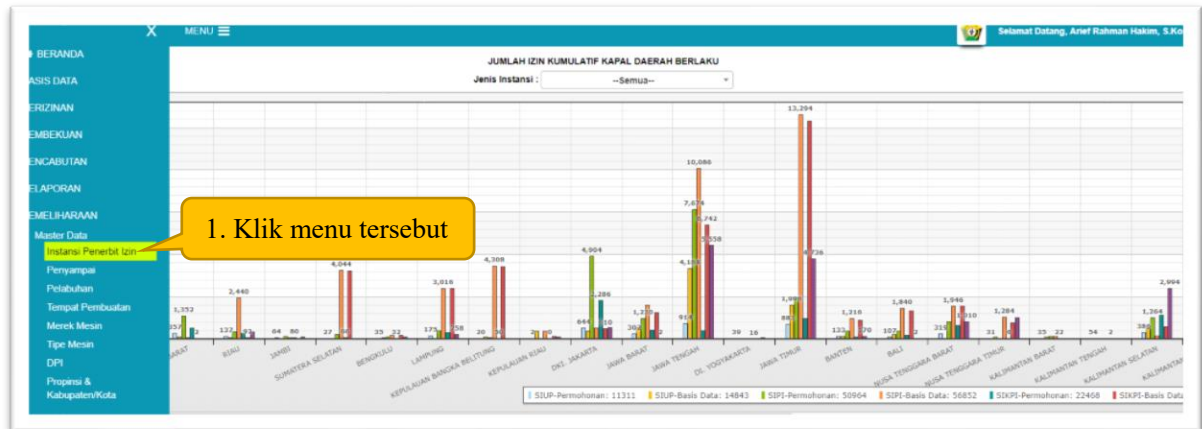 X MENU
Selamat Datang, Arief Rahman Hakim, S.Ko
BERANDA
ASIS DATA
ERIZINAN
EMBEKUAN
ENCABUTAN
ELAPORAN
EMELIHARAAN
Master Data
Instansi Penerbit Izin
Penyampai
Pelabuhan
Tempat Pembuatan
Merek Mesin
Tipe Mesin
DPI
Propinsi &
Kabupaten/Kota
1. Klik menu tersebut
JUMLAH IZIN KUMULATIF KAPAL DAERAH BERLAKU
Jenis Instansi : --Semua--
13,294
10,086
7,674
4,904
4,308
4,044
3,016
2,994
2,440
1,352
1,840
1,946
1,284
1,264
1,316
ARAT
RIAU
JAMBI
SUMATERA SELATAN
BENGKULU
LAMPUNG
KEPULAUAN BANGKA BELITUNG
KEPULAUAN RIAU
DKI. JAKARTA
JAWA BARAT
JAWA TENGAH
DI. YOGYAKARTA
JAWA TIMUR
BANTEN
BALI
NUSA TENGGARA BARAT
NUSA TENGGARA TIMUR
KALIMANTAN BARAT
KALIMANTAN TENGAH
KALIMANTAN SELATAN
KALIMANTAN
SIUP-Permohonan: 11311 SIUP-Basis Data: 14843 SIPI-Permohonan: 50964 SIPI-Basis Data: 56852 SIKPI-Permohonan: 22468 SIKPI-Basis Data